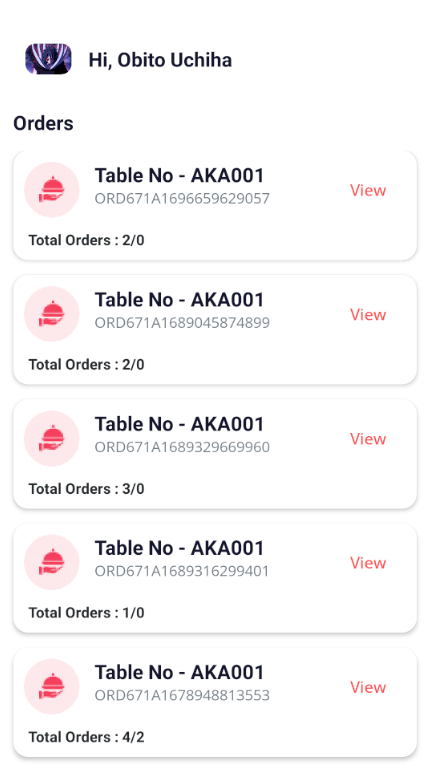 Hi, Obito Uchiha
Orders
Table No - AKA001
ORD671A1696659629057
View
Total Orders : 2/0
Table No - AKA001
ORD671A1689045874899
View
Total Orders : 2/0
Table No - AKA001
ORD671A1689329669960
View
Total Orders : 3/0
Table No - AKA001
ORD671A1689316299401
View
Total Orders : 1/0
Table No - AKA001
ORD671A1678948813553
View
Total Orders : 4/2